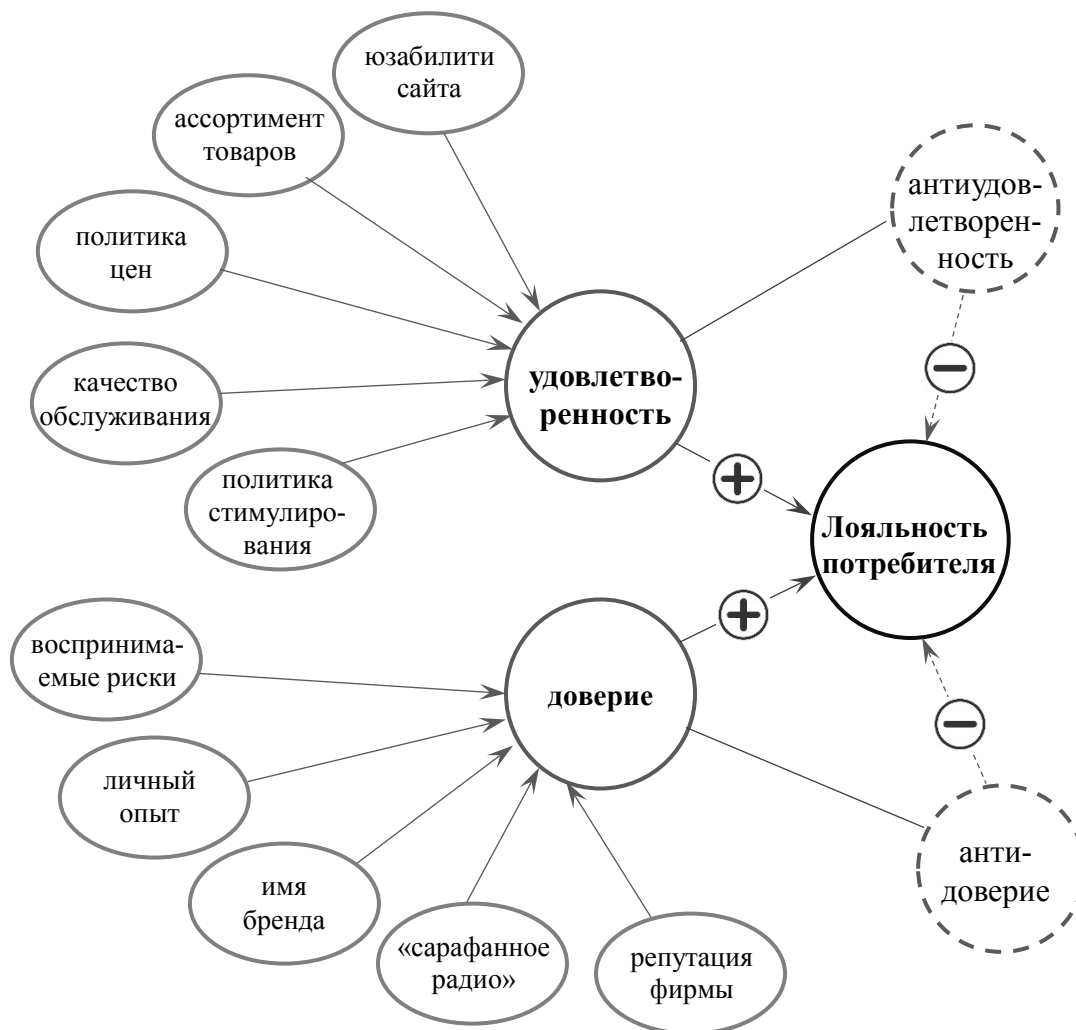 юзабилити
сайта
ассортимент
товаров
политика
цен
качество
обслуживания
политика
стимулиро-
вания
удовлетво-
ренность
антиудов-
летворен-
ность
Лояльность
потребителя
воспринима-
емые риски
личный
опыт
имя
бренда
«сарафанное
радио»
репутация
фирмы
доверие
анти-
доверие